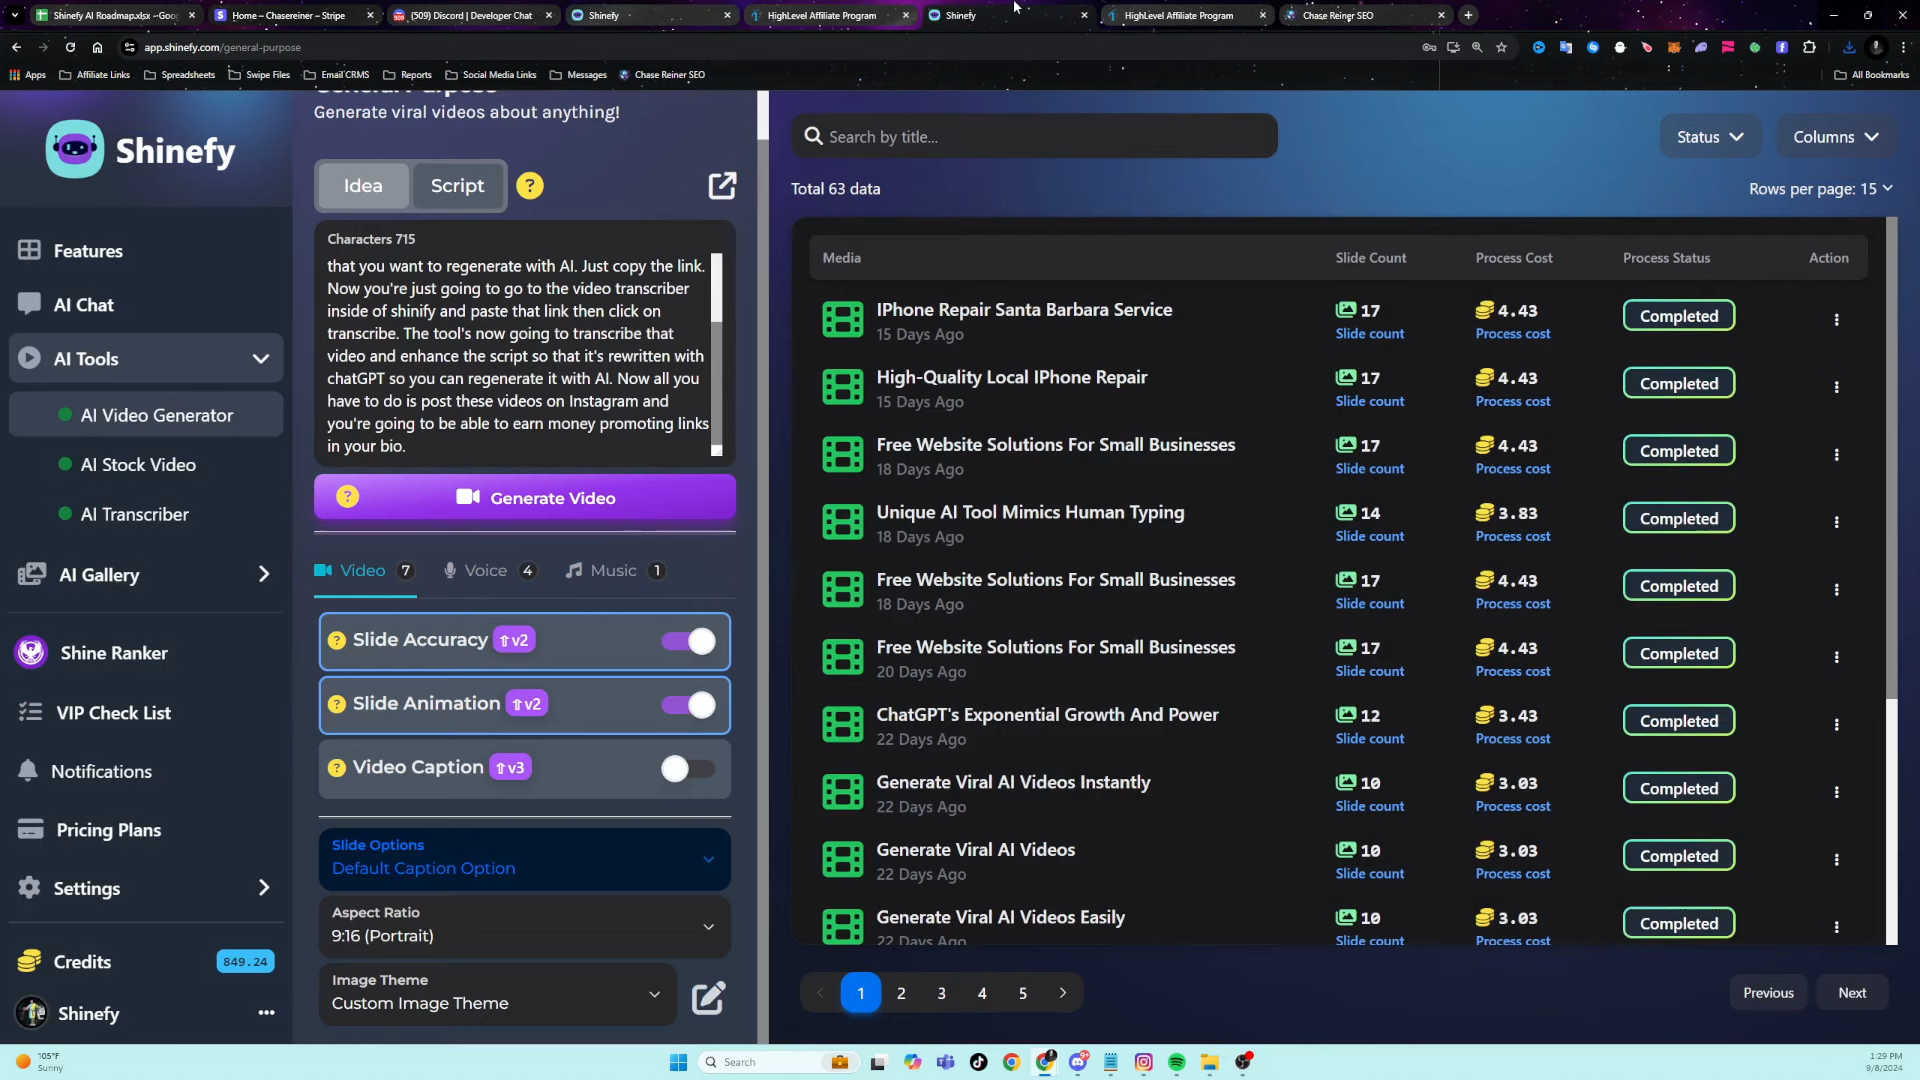 Shinefy AI Roadmap.xlsx - Goo
Home – Chasereiner – Stripe
(509) Discord | Developer Chat
Shinefy
HighLevel Affiliate Program
Shinefy
HighLevel Affiliate Program
Chase Reiner SEO
app.shinefy.com/general-purpose
Apps
Affiliate Links
Spreadsheets
Swipe Files
Email CRMS
Reports
Social Media Links
Messages
Chase Reiner SEO
All Bookmarks
Shinefy
Features
AI Chat
AI Tools
AI Video Generator
AI Stock Video
AI Transcriber
AI Gallery
Shine Ranker
VIP Check List
Notifications
Pricing Plans
Settings
Credits
849.24
Shinefy
General Purpose
Generate viral videos about anything!
Idea
Script
?
Characters 715
that you want to regenerate with AI. Just copy the link.
Now you're just going to go to the video transcriber
inside of shinify and paste that link then click on
transcribe. The tool's now going to transcribe that
video and enhance the script so that it's rewritten with
chatGPT so you can regenerate it with AI. Now all you
have to do is post these videos on Instagram and
you're going to be able to earn money promoting links
in your bio.
? Generate Video
Video 7
Voice 4
Music 1
? Slide Accuracy ⇧v2
? Slide Animation ⇧v2
? Video Caption ⇧v3
Slide Options
Default Caption Option
Aspect Ratio
9:16 (Portrait)
Image Theme
Custom Image Theme
Search by title...
Status
Columns
Total 63 data
Rows per page: 15
Media
Slide Count
Process Cost
Process Status
Action
IPhone Repair Santa Barbara Service
15 Days Ago
17
Slide count
4.43
Process cost
Completed
High-Quality Local IPhone Repair
15 Days Ago
17
Slide count
4.43
Process cost
Completed
Free Website Solutions For Small Businesses
18 Days Ago
17
Slide count
4.43
Process cost
Completed
Unique AI Tool Mimics Human Typing
18 Days Ago
14
Slide count
3.83
Process cost
Completed
Free Website Solutions For Small Businesses
18 Days Ago
17
Slide count
4.43
Process cost
Completed
Free Website Solutions For Small Businesses
20 Days Ago
17
Slide count
4.43
Process cost
Completed
ChatGPT's Exponential Growth And Power
22 Days Ago
12
Slide count
3.43
Process cost
Completed
Generate Viral AI Videos Instantly
22 Days Ago
10
Slide count
3.03
Process cost
Completed
Generate Viral AI Videos
22 Days Ago
10
Slide count
3.03
Process cost
Completed
Generate Viral AI Videos Easily
22 Days Ago
10
Slide count
3.03
Process cost
Completed
1
2
3
4
5
Previous
Next
105°F
Sunny
Search
1:29 PM
9/8/2024